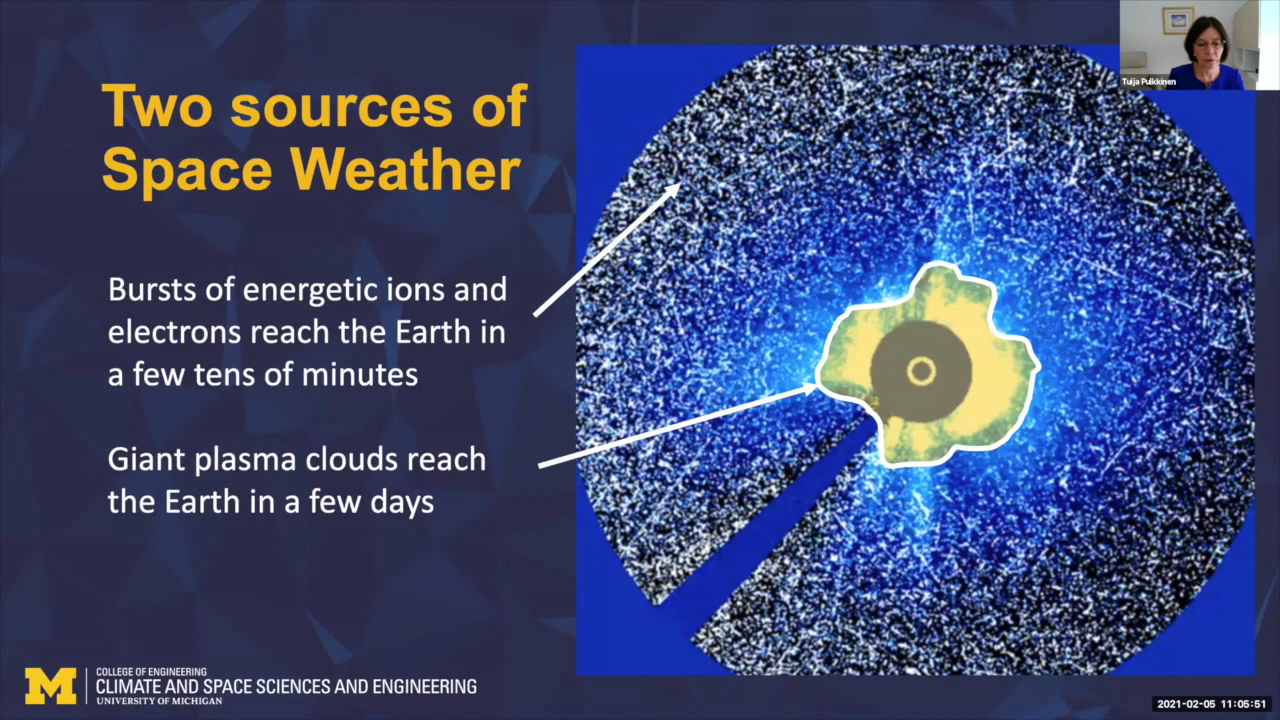 Two sources of
Space Weather
Bursts of energetic ions and
electrons reach the Earth in
a few tens of minutes
Giant plasma clouds reach
the Earth in a few days
Tuija Pulkkinen
M
COLLEGE OF ENGINEERING
CLIMATE AND SPACE SCIENCES AND ENGINEERING
UNIVERSITY OF MICHIGAN
2021-02-05 11:05:51